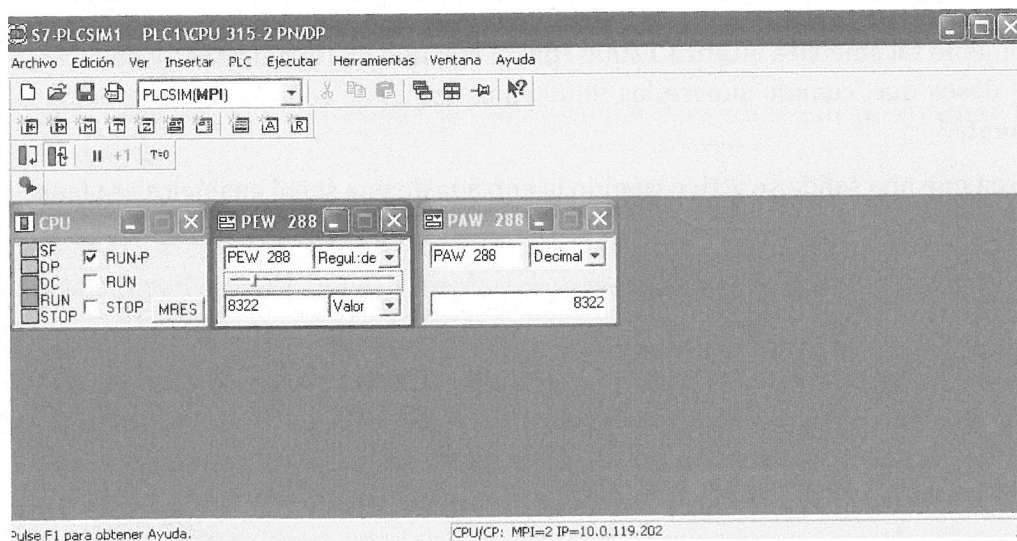 S7-PLCSIM1 PLC1\CPU 315-2 PN/DP
Archivo Edición Ver Insertar PLC Ejecutar Herramientas Ventana Ayuda
PLCSIM(MPI)
+1 T=0
CPU
SF
DP
DC
RUN
STOP
RUN-P
RUN
STOP
MRES
PEW 288
PEW 288 Regul.:de
8322 Valor
PAW 288
PAW 288 Decimal
8322
Pulse F1 para obtener Ayuda.
CPU/CP: MPI=2 IP=10.0.119.202